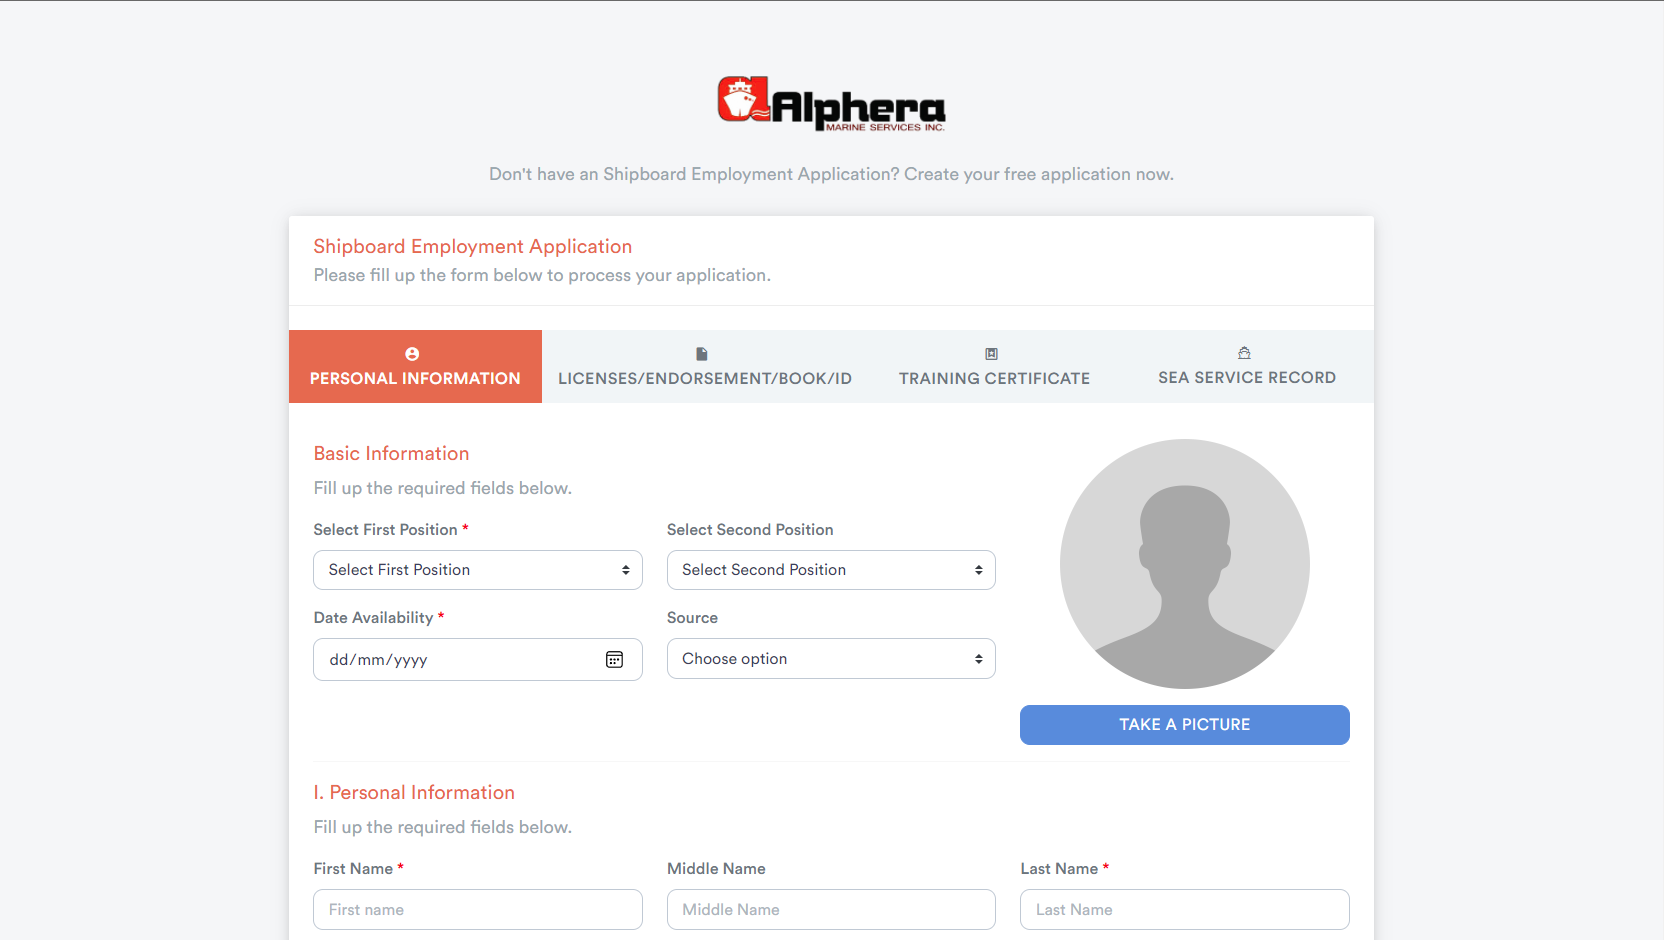 Alphera
MARINE SERVICES INC.
Don't have an Shipboard Employment Application? Create your free application now.
Shipboard Employment Application
Please fill up the form below to process your application.
PERSONAL INFORMATION
LICENSES/ENDORSEMENT/BOOK/ID
TRAINING CERTIFICATE
SEA SERVICE RECORD
Basic Information
Fill up the required fields below.
Select First Position *
Select Second Position
Select First Position
Select Second Position
Date Availability *
Source
dd/mm/yyyy
Choose option
TAKE A PICTURE
I. Personal Information
Fill up the required fields below.
First Name *
Middle Name
Last Name *
First name
Middle Name
Last Name